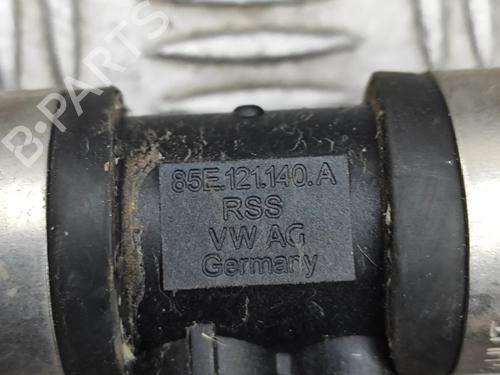 B-PARTS
85E.121.140.A
RSS
VW AG
Germany